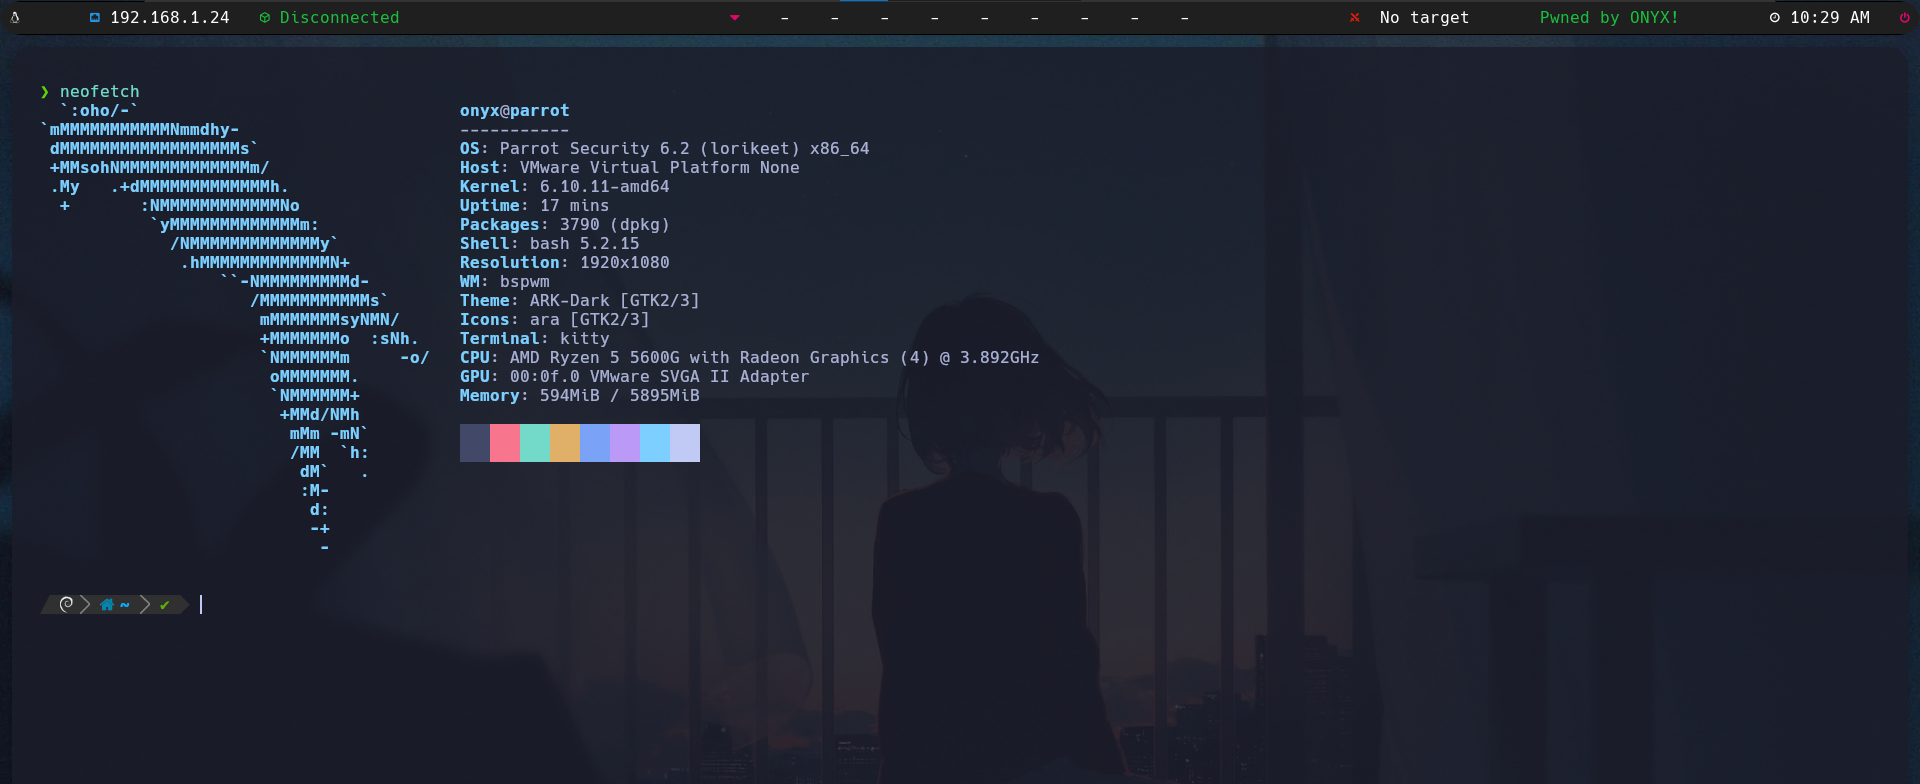 192.168.1.24 Disconnected - - - - - - - - - No target Pwned by ONYX! 10:29 AM
❯ neofetch
`:oho/-` onyx@parrot
`mMMMMMMMMMMMNmmdhy- -----------
dMMMMMMMMMMMMMMMMMMs` OS: Parrot Security 6.2 (lorikeet) x86_64
+MMsohNMMMMMMMMMMMMMm/ Host: VMware Virtual Platform None
.My   .+dMMMMMMMMMMMMMh. Kernel: 6.10.11-amd64
+       :NMMMMMMMMMMMMNo Uptime: 17 mins
`yMMMMMMMMMMMMm: Packages: 3790 (dpkg)
/NMMMMMMMMMMMMMy` Shell: bash 5.2.15
.hMMMMMMMMMMMMMN+ Resolution: 1920x1080
``-NMMMMMMMMMd- WM: bspwm
/MMMMMMMMMMMs` Theme: ARK-Dark [GTK2/3]
mMMMMMMMsyNMN/ Icons: ara [GTK2/3]
+MMMMMMMo  :sNh. Terminal: kitty
`NMMMMMMm     -o/ CPU: AMD Ryzen 5 5600G with Radeon Graphics (4) @ 3.892GHz
oMMMMMMM. GPU: 00:0f.0 VMware SVGA II Adapter
`NMMMMMM+ Memory: 594MiB / 5895MiB
+MMd/NMh
mMm -mN`
/MM  `h:
dM`   .
:M-
d:
-+
-
~ ✔